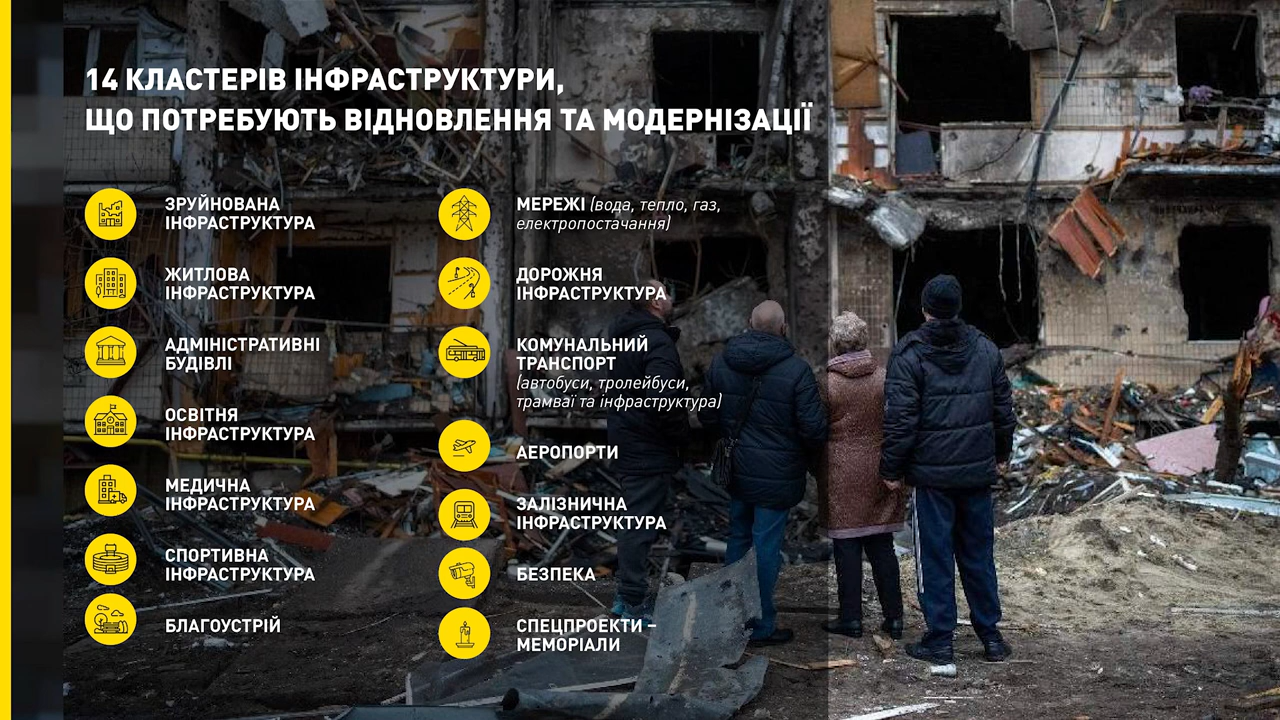 14 КЛАСТЕРІВ ІНФРАСТРУКТУРИ,
ЩО ПОТРЕБУЮТЬ ВІДНОВЛЕННЯ ТА МОДЕРНІЗАЦІЇ
ЗРУЙНОВАНА
ІНФРАСТРУКТУРА
ЖИТЛОВА
ІНФРАСТРУКТУРА
АДМІНІСТРАТИВНІ
БУДІВЛІ
ОСВІТНЯ
ІНФРАСТРУКТУРА
МЕДИЧНА
ІНФРАСТРУКТУРА
СПОРТИВНА
ІНФРАСТРУКТУРА
БЛАГОУСТРІЙ
МЕРЕЖІ (вода, тепло, газ,
електропостачання)
ДОРОЖНЯ
ІНФРАСТРУКТУРА
КОМУНАЛЬНИЙ
ТРАНСПОРТ
(автобуси, тролейбуси,
трамваї та інфраструктура)
АЕРОПОРТИ
ЗАЛІЗНИЧНА
ІНФРАСТРУКТУРА
БЕЗПЕКА
СПЕЦПРОЕКТИ –
МЕМОРІАЛИ